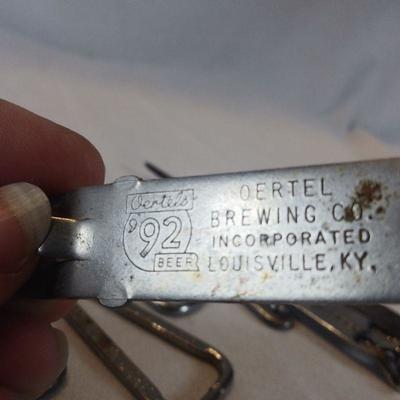 Oertel's
'92
BEER
OERTEL
BREWING CO.
INCORPORATED
LOUISVILLE, KY.